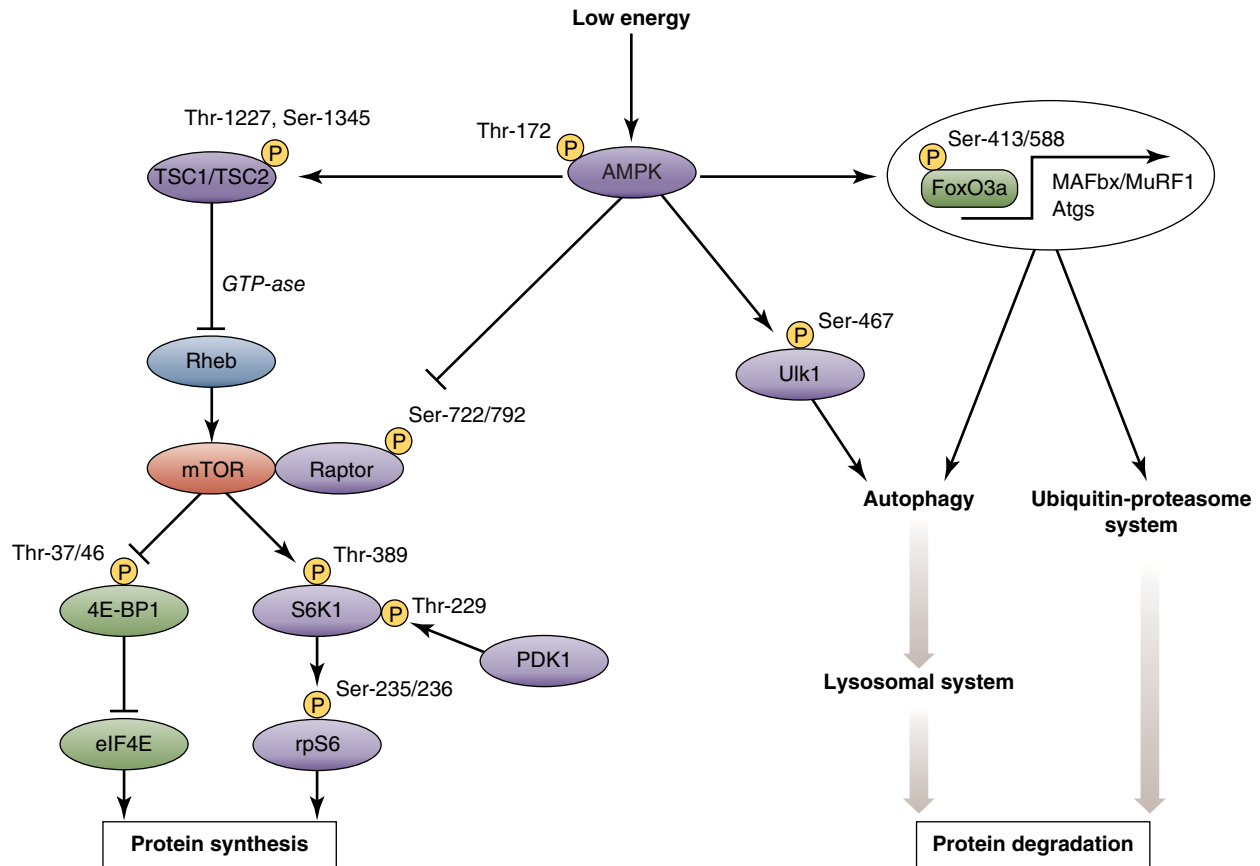 Low energy
Thr-1227, Ser-1345
P
TSC1/TSC2
Thr-172
P
AMPK
Ser-413/588
P
FoxO3a
MAFbx/MuRF1
Atgs
GTP-ase
Rheb
Ser-467
P
Ulk1
Ser-722/792
P
mTOR
Raptor
Autophagy
Ubiquitin-proteasome
system
Thr-37/46
P
4E-BP1
Thr-389
P
S6K1
P
Thr-229
PDK1
Ser-235/236
P
eIF4E
rpS6
Lysosomal system
Protein synthesis
Protein degradation